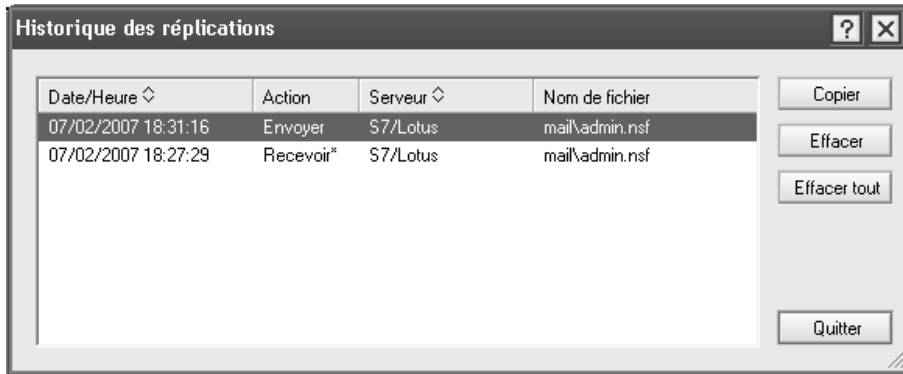 Historique des réplications
Date/Heure Action Serveur Nom de fichier
07/02/2007 18:31:16 Envoyer S7/Lotus mail\admin.nsf
07/02/2007 18:27:29 Recevoir* S7/Lotus mail\admin.nsf
Copier
Effacer
Effacer tout
Quitter